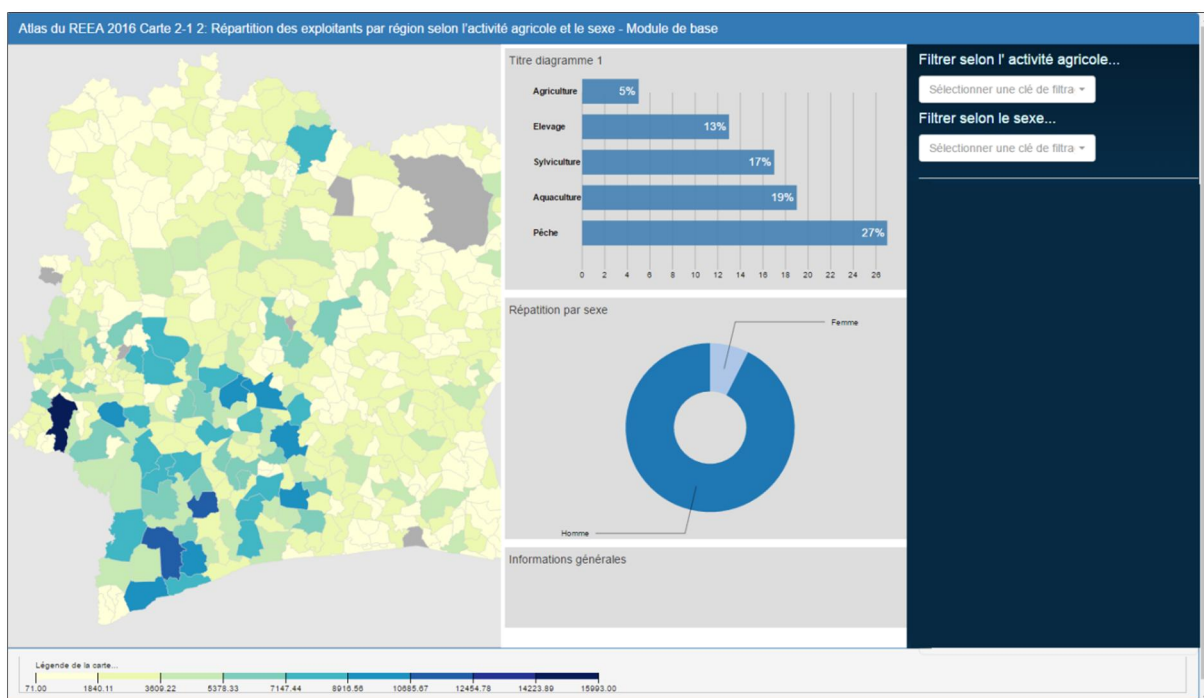 Atlas du REEA 2016 Carte 2-1 2: Répartition des exploitants par région selon l'activité agricole et le sexe - Module de base
Titre diagramme 1
Agriculture 5%
Elevage 13%
Sylviculture 17%
Aquaculture 19%
Pêche 27%
0 2 4 6 8 10 12 14 16 18 20 22 24 26
Répatition par sexe
Femme
Homme
Informations générales
Filtrer selon l' activité agricole...
Sélectionner une clé de filtra
Filtrer selon le sexe...
Sélectionner une clé de filtra
Légende de la carte...
71.00 1840.11 3609.22 5378.33 7147.44 8916.56 10685.67 12454.78 14223.89 15993.00